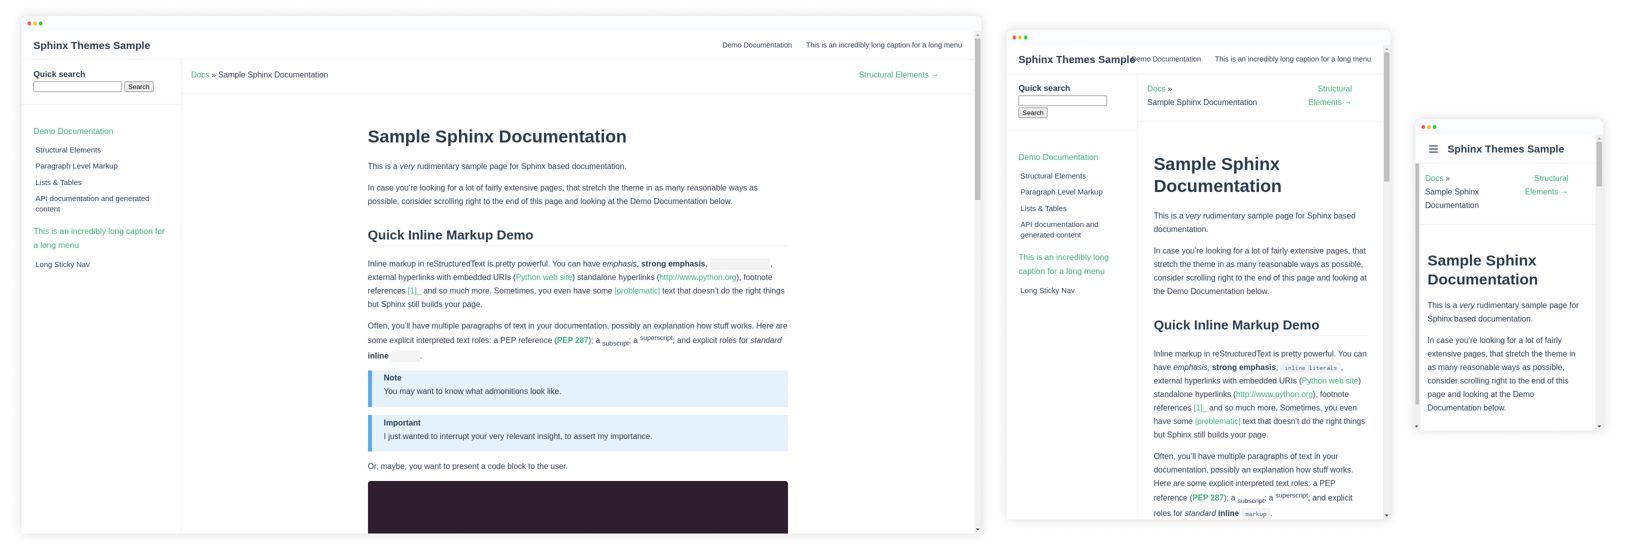 Sphinx Themes Sample
Demo Documentation
This is an incredibly long caption for a long menu
Quick search
Search
Docs » Sample Sphinx Documentation
Structural Elements →
Demo Documentation
Structural Elements
Paragraph Level Markup
Lists & Tables
API documentation and generated
content
This is an incredibly long caption for
a long menu
Long Sticky Nav
Sample Sphinx Documentation
This is a very rudimentary sample page for Sphinx based documentation.
In case you're looking for a lot of fairly extensive pages, that stretch the theme in as many reasonable ways as
possible, consider scrolling right to the end of this page and looking at the Demo Documentation below.
Quick Inline Markup Demo
Inline markup in reStructuredText is pretty powerful. You can have emphasis, strong emphasis, ,
external hyperlinks with embedded URIs (Python web site) standalone hyperlinks (http://www.python.org), footnote
references [1]_ and so much more. Sometimes, you even have some |problematic| text that doesn't do the right things
but Sphinx still builds your page.
Often, you'll have multiple paragraphs of text in your documentation, possibly an explanation how stuff works. Here are
some explicit interpreted text roles: a PEP reference (PEP 287); a subscript; a superscript; and explicit roles for standard
inline .
Note
You may want to know what admonitions look like.
Important
I just wanted to interrupt your very relevant insight, to assert my importance.
Or, maybe, you want to present a code block to the user.
Sphinx Themes Sample
Demo Documentation
This is an incredibly long caption for a long menu
Quick search
Search
Docs »
Sample Sphinx Documentation
Structural
Elements →
Demo Documentation
Structural Elements
Paragraph Level Markup
Lists & Tables
API documentation and
generated content
This is an incredibly long
caption for a long menu
Long Sticky Nav
Sample Sphinx
Documentation
This is a very rudimentary sample page for Sphinx based
documentation.
In case you're looking for a lot of fairly extensive pages, that
stretch the theme in as many reasonable ways as possible,
consider scrolling right to the end of this page and looking at
the Demo Documentation below.
Quick Inline Markup Demo
Inline markup in reStructuredText is pretty powerful. You can
have emphasis, strong emphasis, inline literals ,
external hyperlinks with embedded URIs (Python web site)
standalone hyperlinks (http://www.python.org), footnote
references [1]_ and so much more. Sometimes, you even
have some |problematic| text that doesn't do the right things
but Sphinx still builds your page.
Often, you'll have multiple paragraphs of text in your
documentation, possibly an explanation how stuff works.
Here are some explicit interpreted text roles: a PEP
reference (PEP 287); a subscript; a superscript; and explicit
roles for standard inline markup .
Sphinx Themes Sample
Docs »
Sample Sphinx
Documentation
Structural
Elements →
Sample Sphinx
Documentation
This is a very rudimentary sample page for
Sphinx based documentation.
In case you're looking for a lot of fairly
extensive pages, that stretch the theme in
as many reasonable ways as possible,
consider scrolling right to the end of this
page and looking at the Demo
Documentation below.